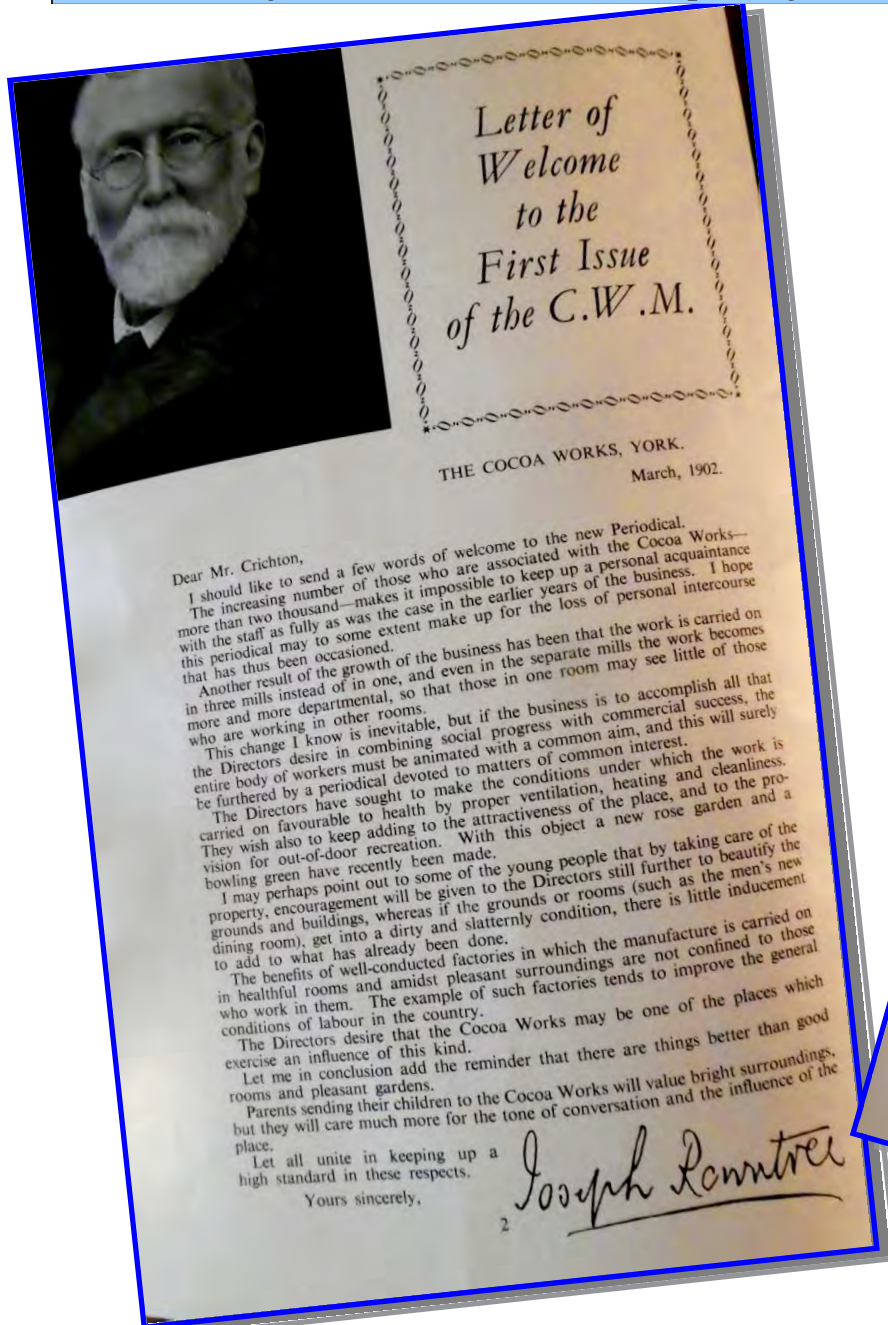 Letter of
Welcome
to the
First Issue
of the C.W.M.
THE COCOA WORKS, YORK.
March, 1902.
Dear Mr. Crichton,
I should like to send a few words of welcome to the new Periodical.
The increasing number of those who are associated with the Cocoa Works—
more than two thousand—makes it impossible to keep up a personal acquaintance
with the staff as fully as was the case in the earlier years of the business. I hope
this periodical may to some extent make up for the loss of personal intercourse
that has thus been occasioned.
Another result of the growth of the business has been that the work is carried on
in three mills instead of in one, and even in the separate mills the work becomes
more and more departmental, so that those in one room may see little of those
who are working in other rooms.
This change I know is inevitable, but if the business is to accomplish all that
the Directors desire in combining social progress with commercial success, the
entire body of workers must be animated with a common aim, and this will surely
be furthered by a periodical devoted to matters of common interest.
The Directors have sought to make the conditions under which the work is
carried on favourable to health by proper ventilation, heating and cleanliness.
They wish also to keep adding to the attractiveness of the place, and to the pro-
vision for out-of-door recreation. With this object a new rose garden and a
bowling green have recently been made.
I may perhaps point out to some of the young people that by taking care of the
property, encouragement will be given to the Directors still further to beautify the
grounds and buildings, whereas if the grounds or rooms (such as the men's new
dining room), get into a dirty and slatternly condition, there is little inducement
to add to what has already been done.
The benefits of well-conducted factories in which the manufacture is carried on
in healthful rooms and amidst pleasant surroundings are not confined to those
who work in them. The example of such factories tends to improve the general
conditions of labour in the country.
The Directors desire that the Cocoa Works may be one of the places which
exercise an influence of this kind.
Let me in conclusion add the reminder that there are things better than good
rooms and pleasant gardens.
Parents sending their children to the Cocoa Works will value bright surroundings,
but they will care much more for the tone of conversation and the influence of the
place.
Let all unite in keeping up a
high standard in these respects.
Yours sincerely,
Joseph Rowntree
2